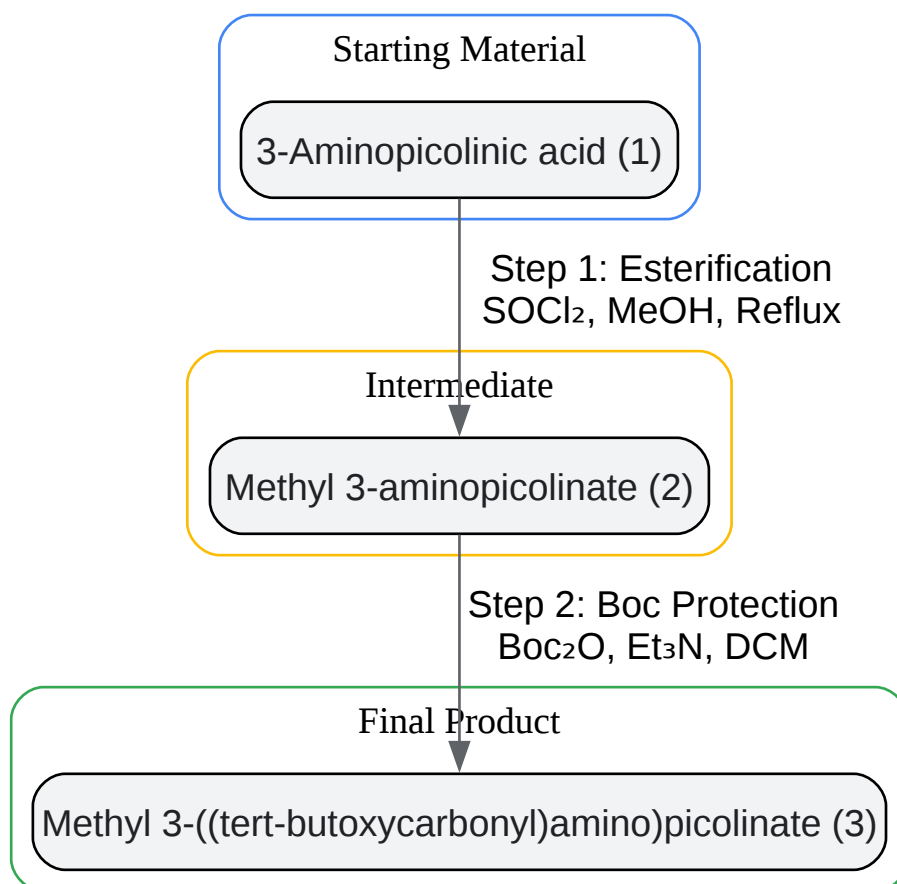 Starting Material
3-Aminopicolinic acid (1)
Step 1: Esterification
SOCl₂, MeOH, Reflux
Intermediate
Methyl 3-aminopicolinate (2)
Step 2: Boc Protection
Boc₂O, Et₃N, DCM
Final Product
Methyl 3-((tert-butoxycarbonyl)amino)picolinate (3)